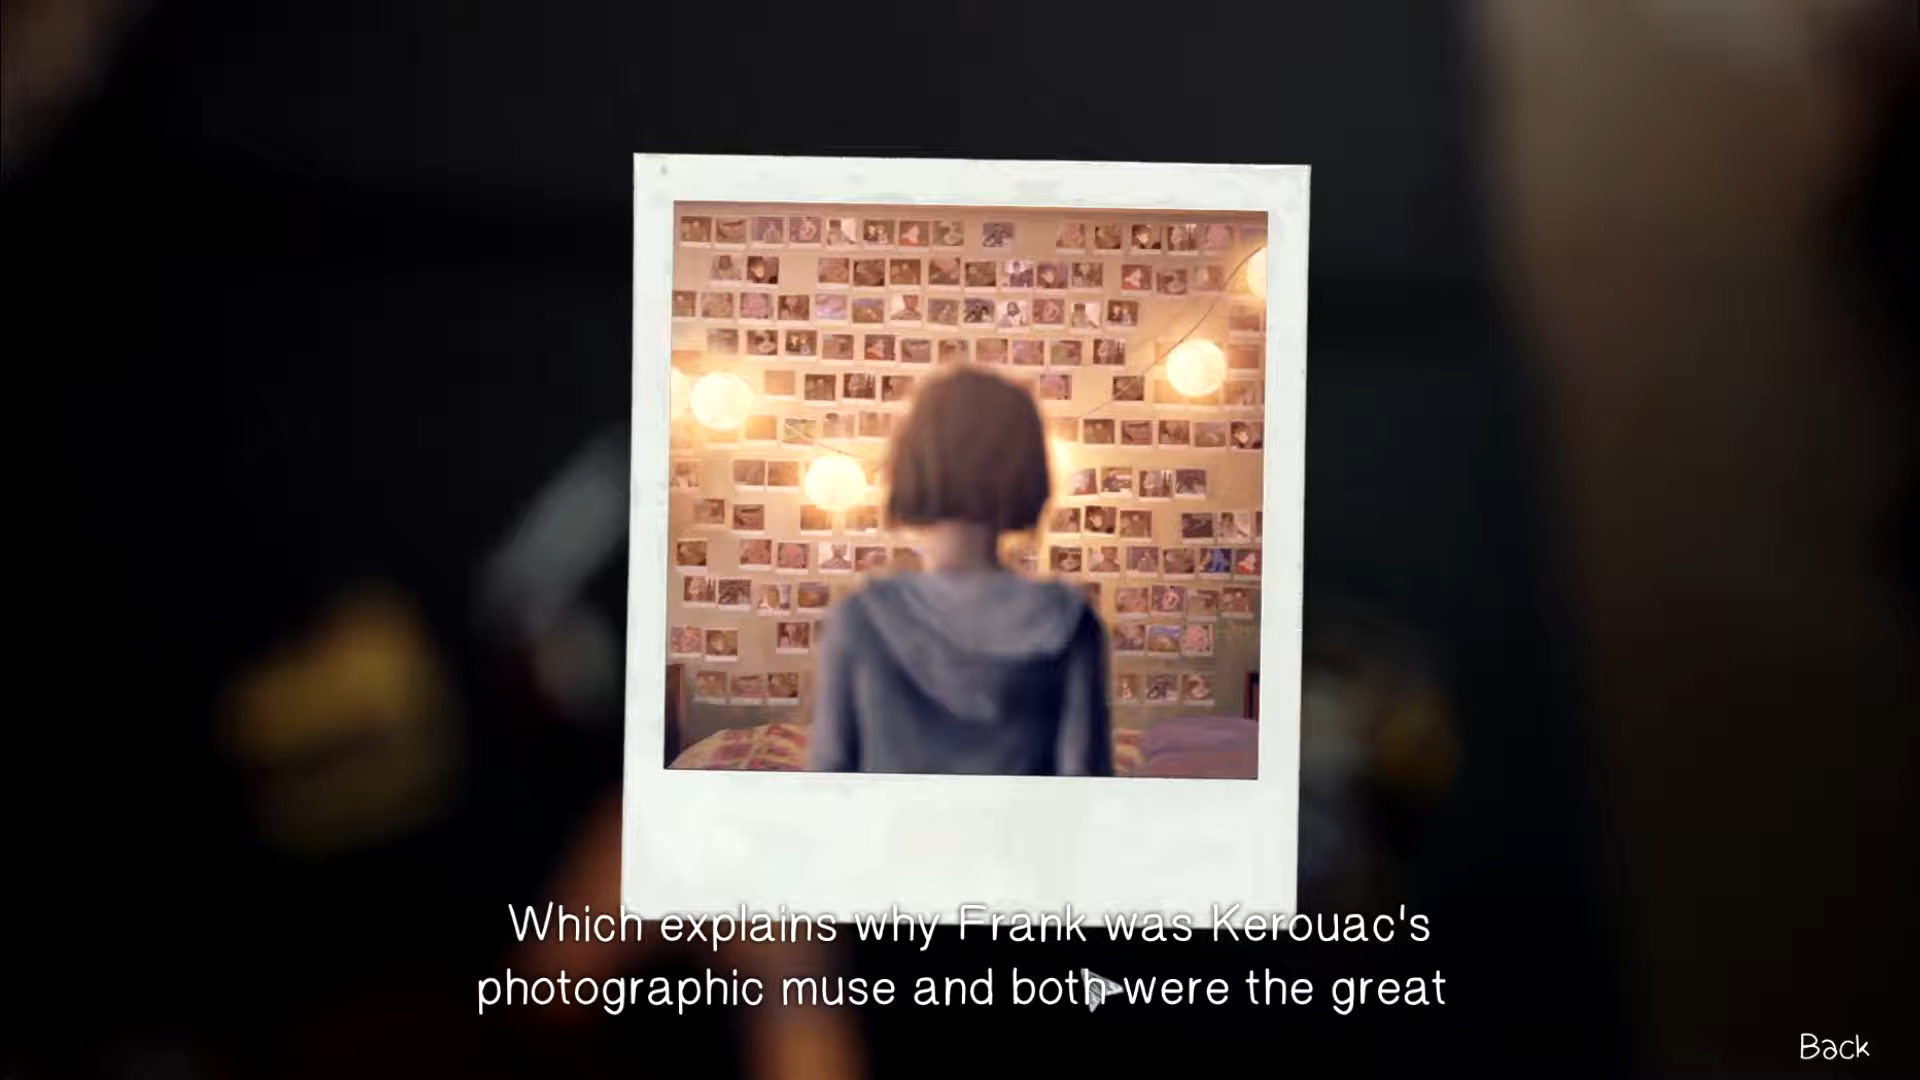 Which explains why Frank was Kerouac's
photographic muse and both were the great
Back